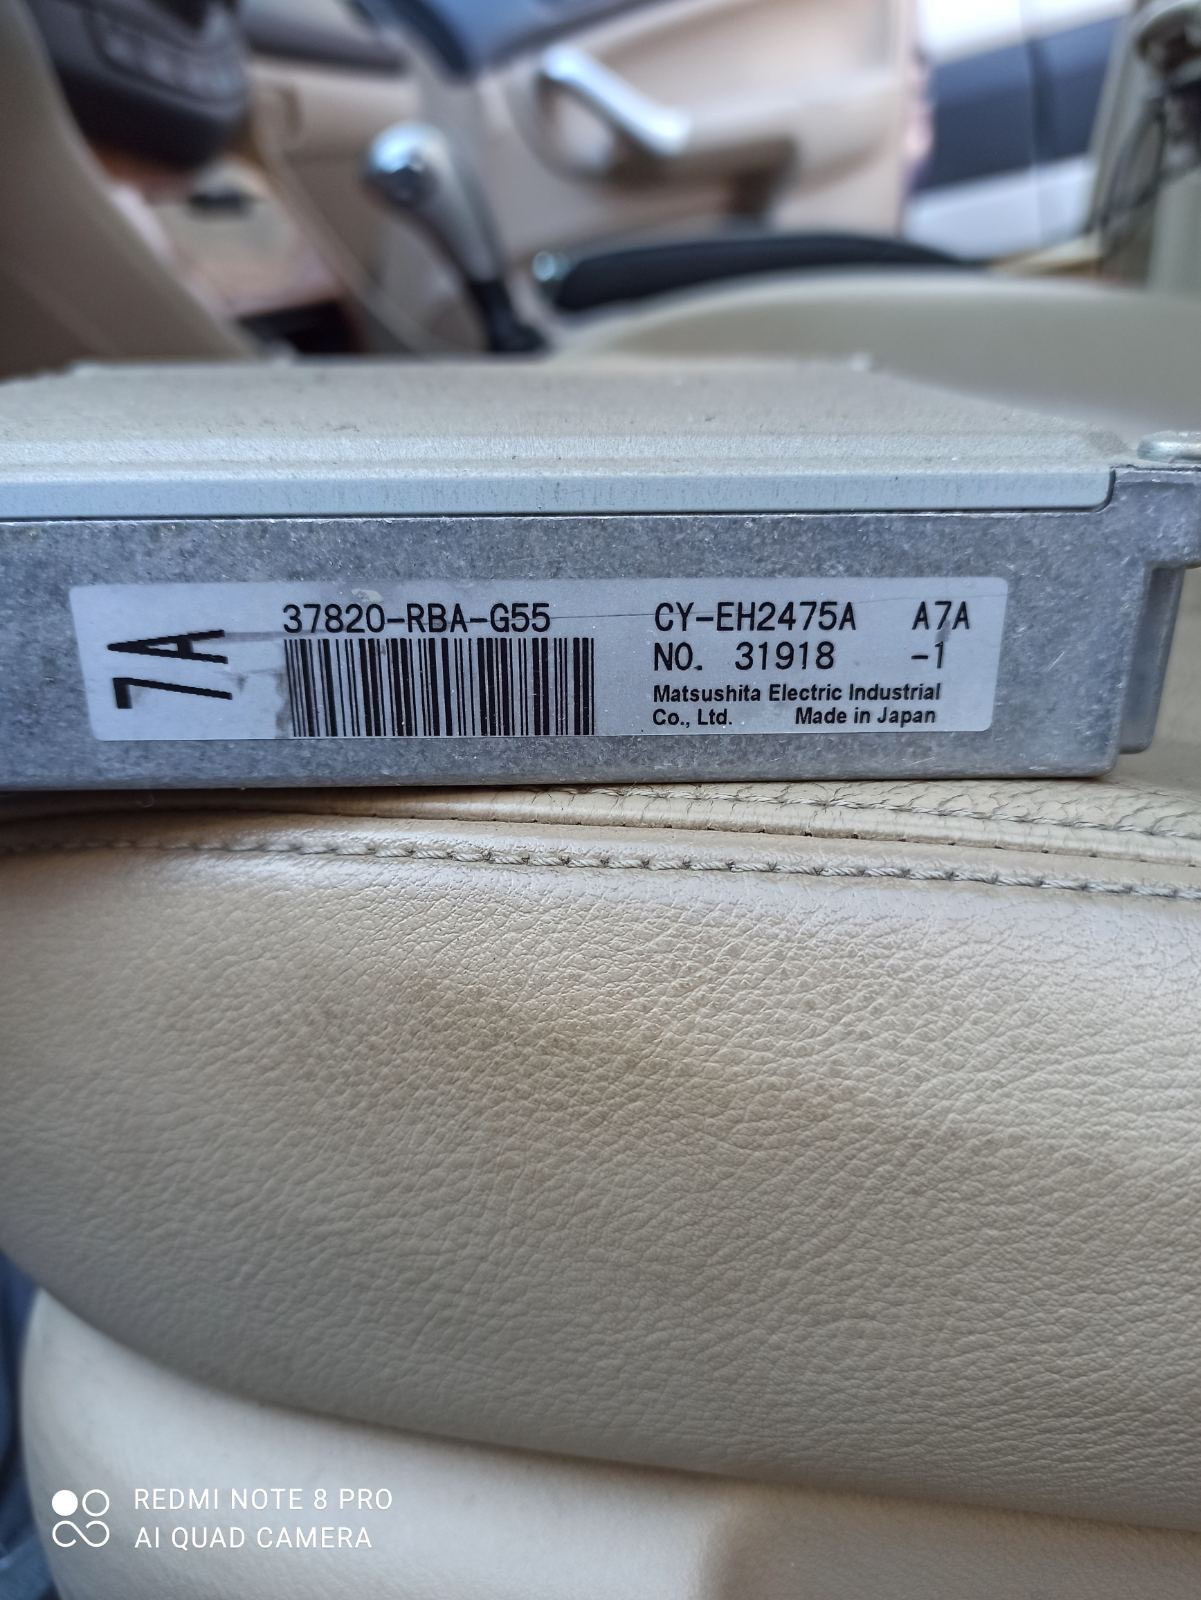 7A
37820-RBA-G55
CY-EH2475A A7A
NO. 31918 -1
Matsushita Electric Industrial
Co., Ltd. Made in Japan
REDMI NOTE 8 PRO
AI QUAD CAMERA